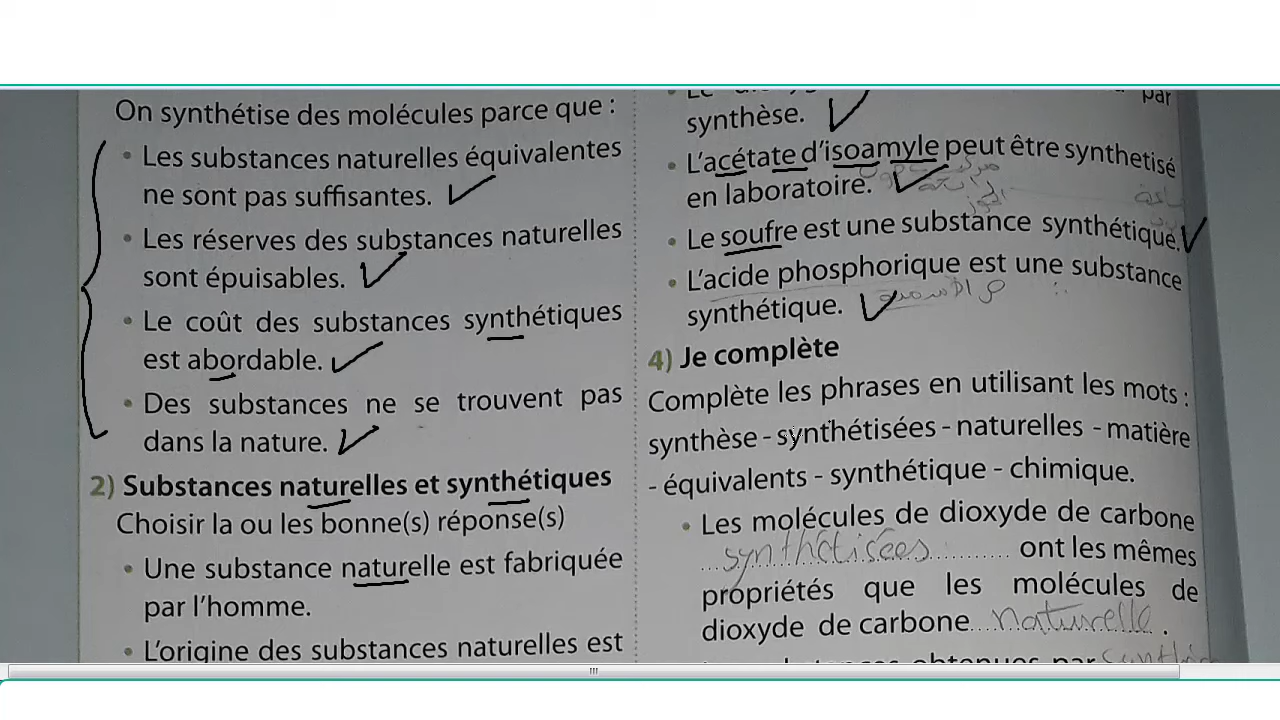 On synthétise des molécules parce que :
• Les substances naturelles équivalentes
ne sont pas suffisantes.
• Les réserves des substances naturelles
sont épuisables.
• Le coût des substances synthétiques
est abordable.
• Des substances ne se trouvent pas
dans la nature.
2) Substances naturelles et synthétiques
Choisir la ou les bonne(s) réponse(s)
• Une substance naturelle est fabriquée
par l’homme.
• L’origine des substances naturelles est
par
synthèse.
• L’acétate d’isoamyle peut être synthetisé
en laboratoire.
• Le soufre est une substance synthétique.
• L’acide phosphorique est une substance
synthétique.
4) Je complète
Complète les phrases en utilisant les mots :
synthèse - synthétisées - naturelles - matière
- équivalents - synthétique - chimique.
• Les molécules de dioxyde de carbone
synthétisées ont les mêmes
propriétés que les molécules de
dioxyde de carbone naturelle.
obtenues par